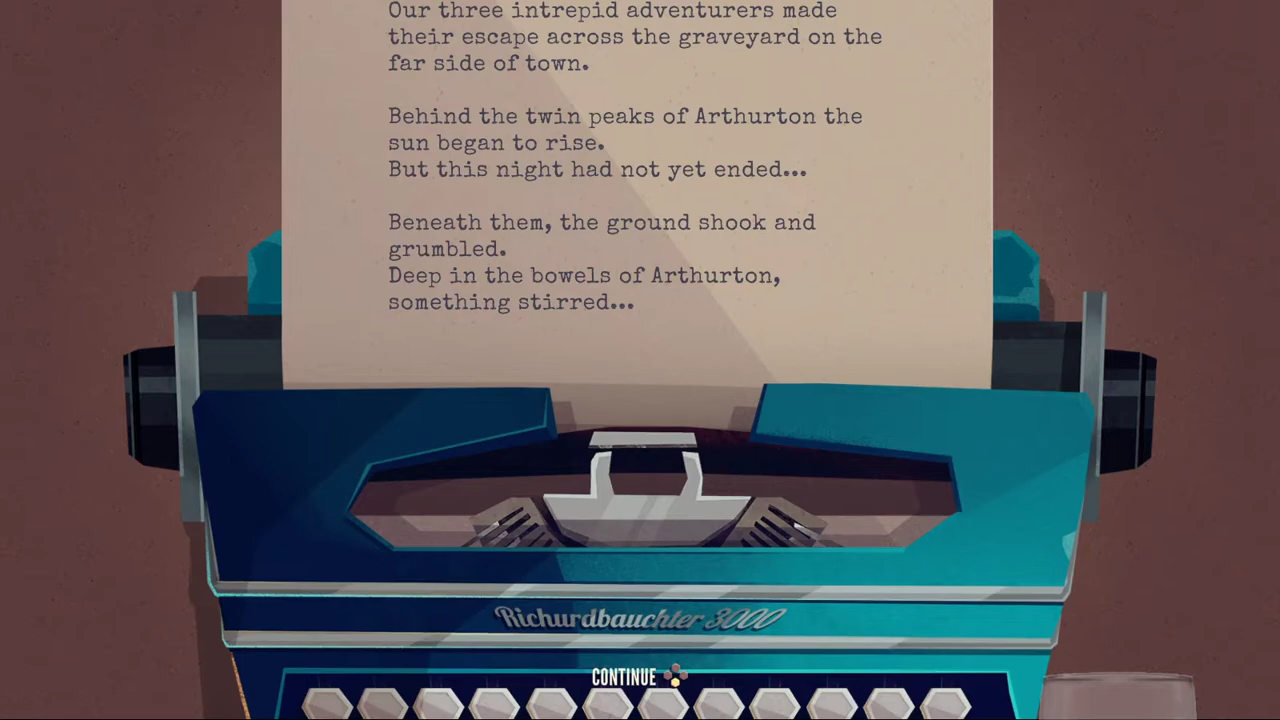 Our three intrepid adventurers made
their escape across the graveyard on the
far side of town.
Behind the twin peaks of Arthurton the
sun began to rise.
But this night had not yet ended...
Beneath them, the ground shook and
grumbled.
Deep in the bowels of Arthurton,
something stirred...
Richurdbauchter 3000
CONTINUE